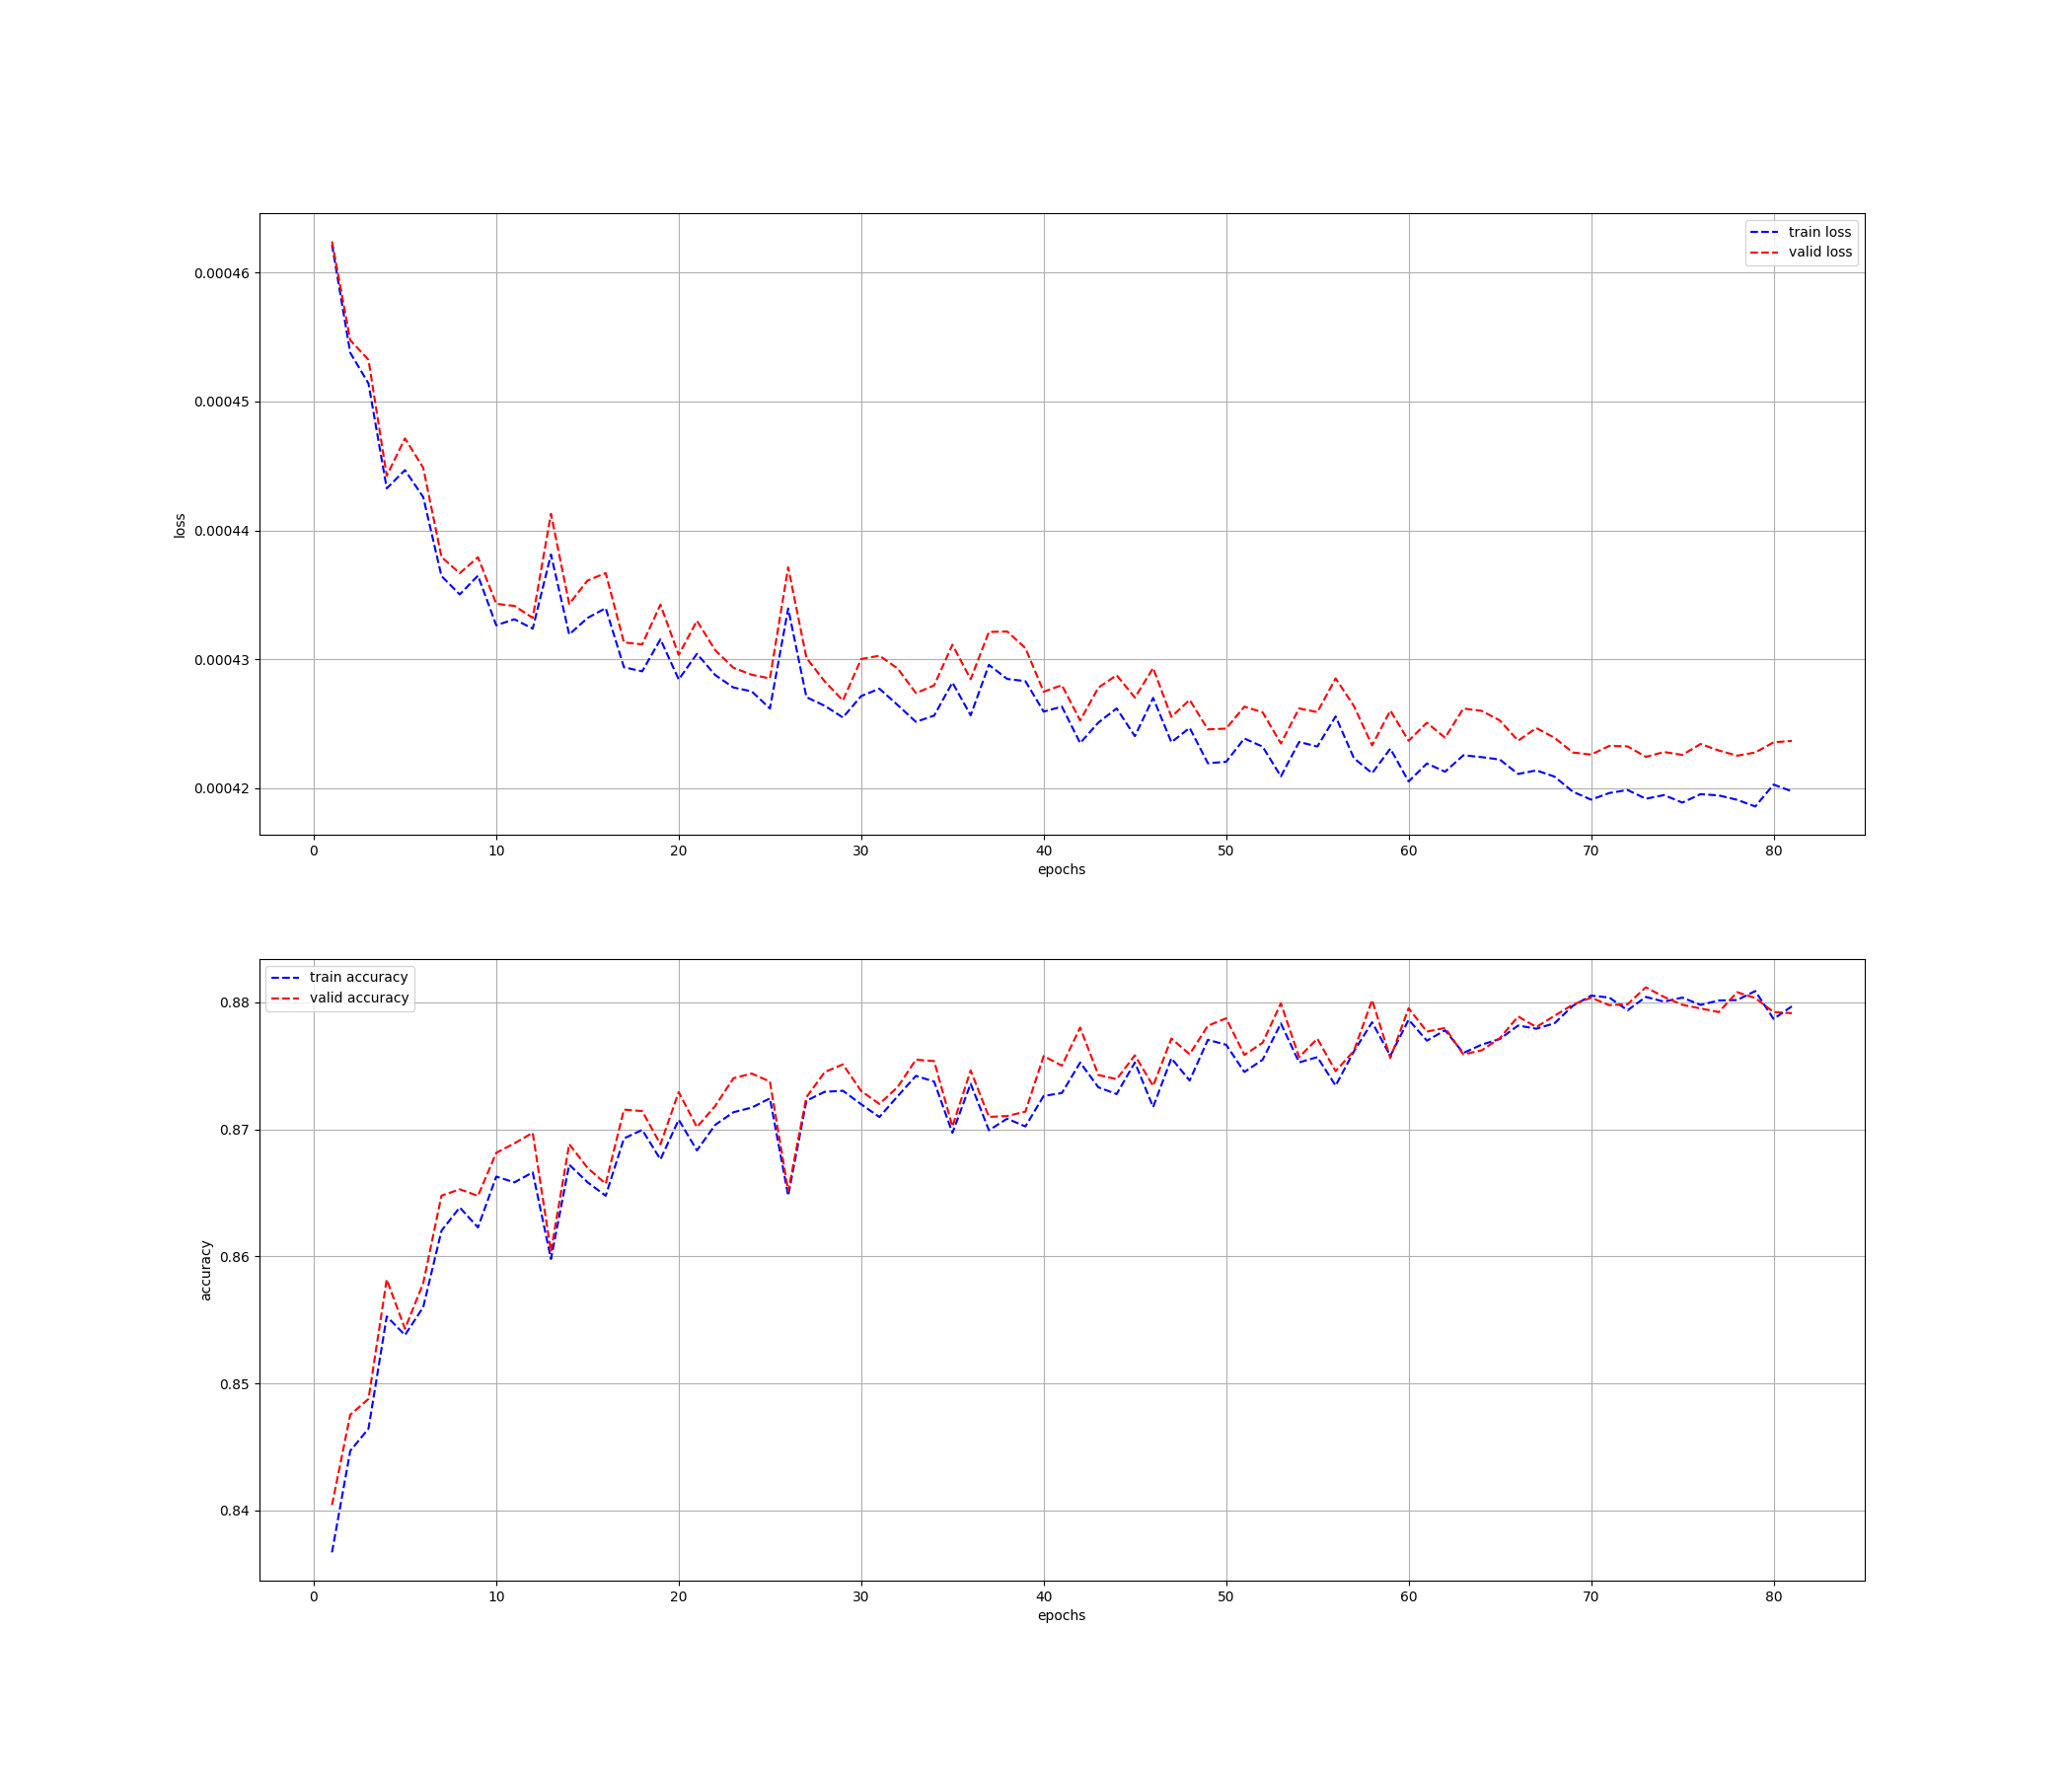 train loss
valid loss
0.00046
0.00045
0.00044
0.00043
0.00042
loss
0 10 20 30 40 50 60 70 80
epochs
train accuracy
valid accuracy
0.88
0.87
0.86
0.85
0.84
accuracy
0 10 20 30 40 50 60 70 80
epochs